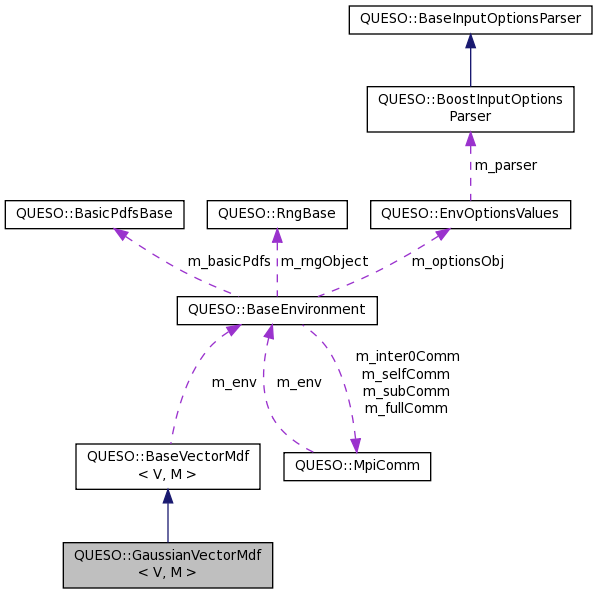 QUESO::BaseInputOptionsParser
QUESO::BoostInputOptions
Parser
m_parser
QUESO::BasicPdfsBase
QUESO::RngBase
QUESO::EnvOptionsValues
m_basicPdfs
m_rngObject
m_optionsObj
QUESO::BaseEnvironment
m_env
m_env
m_inter0Comm
m_selfComm
m_subComm
m_fullComm
QUESO::BaseVectorMdf
< V, M >
QUESO::MpiComm
QUESO::GaussianVectorMdf
< V, M >